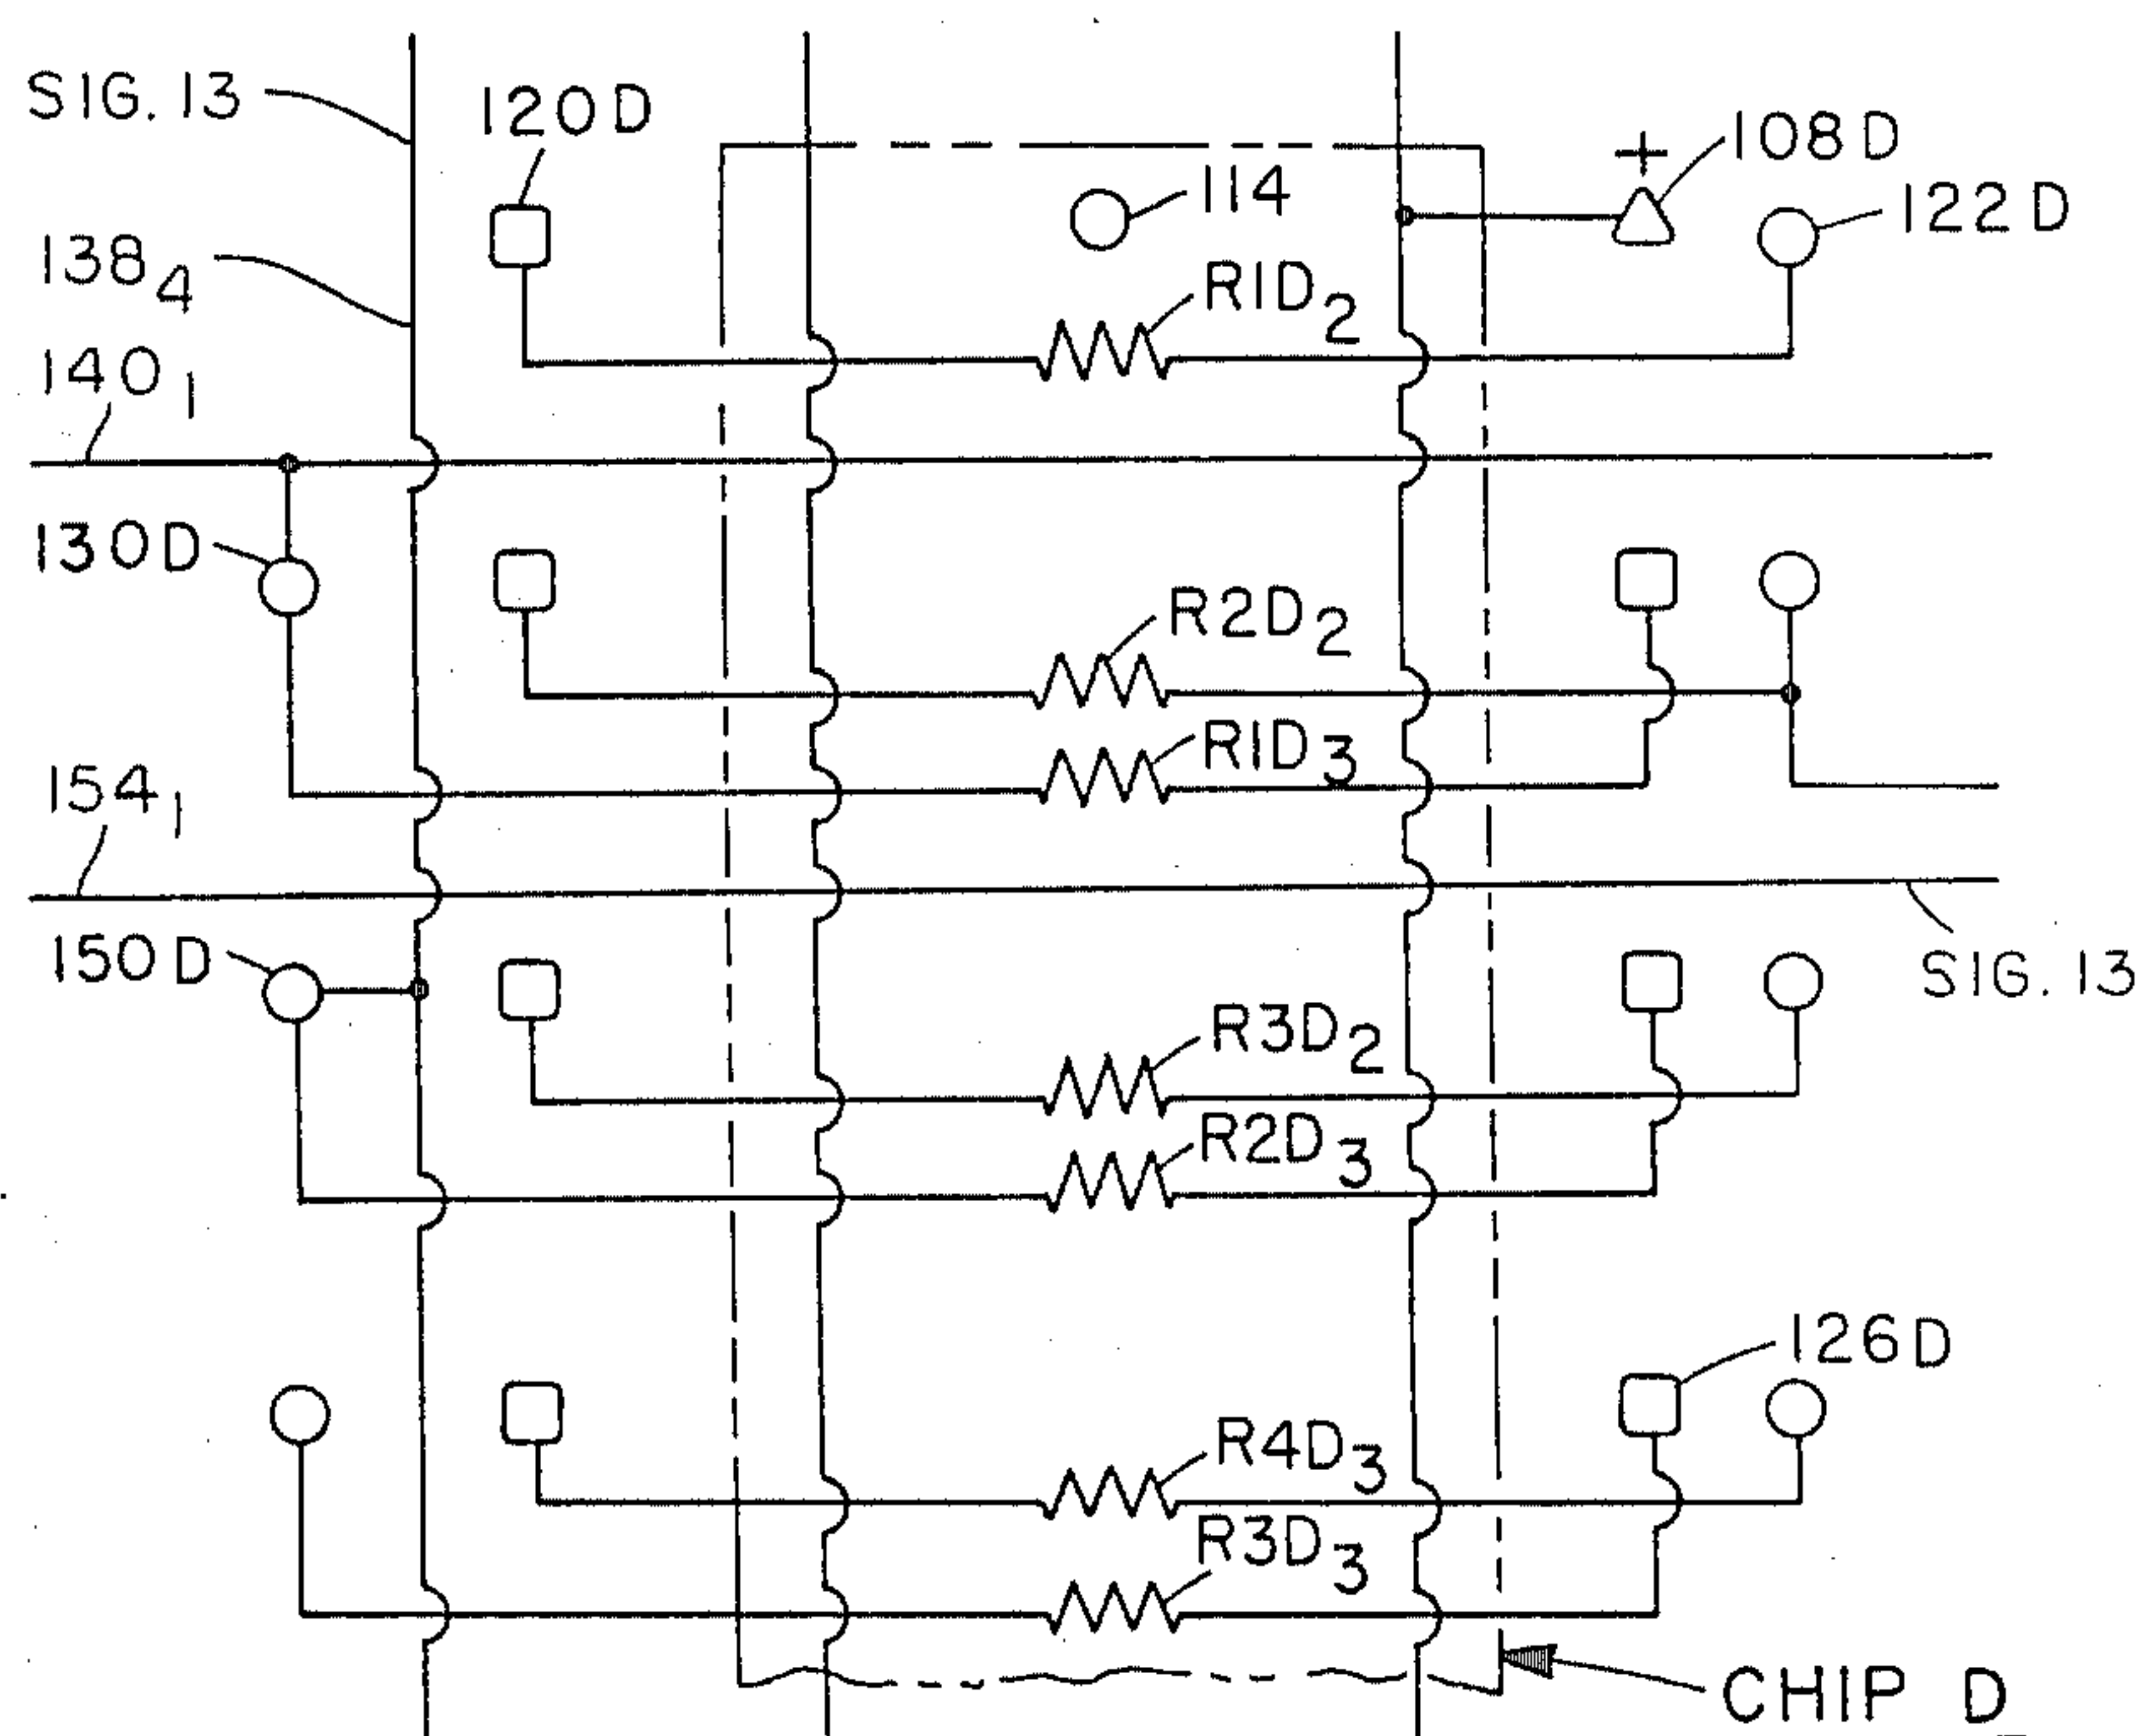 SIG. 13
120D
108D
+
114
122D
138₄
R1D₂
140₁
130D
R2D₂
R1D₃
154₁
150D
SIG. 13
R3D₂
R2D₃
126D
R4D₃
R3D₃
CHIP D